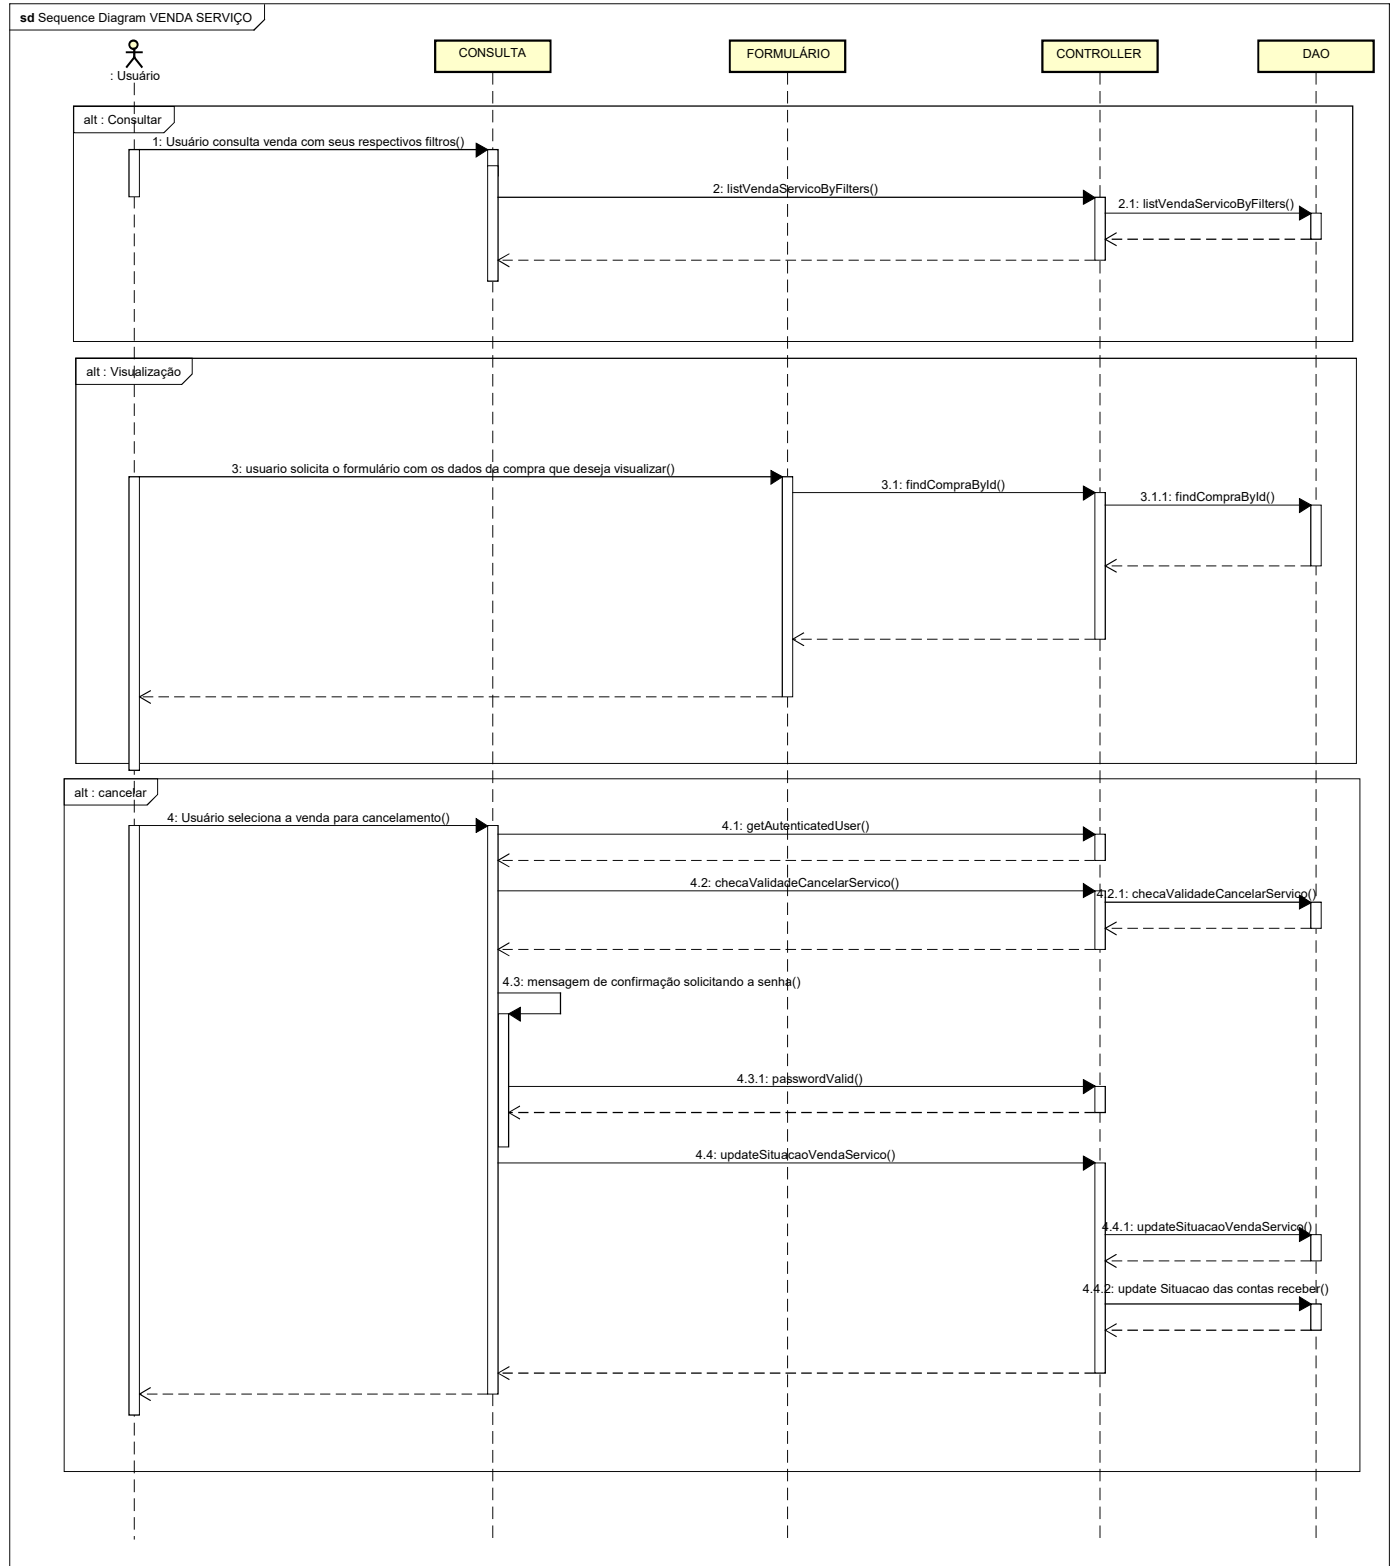 sd Sequence Diagram VENDA SERVIÇO
: Usuário
CONSULTA
FORMULÁRIO
CONTROLLER
DAO
alt : Consultar
1: Usuário consulta venda com seus respectivos filtros()
2: listVendaServicoByFilters()
2.1: listVendaServicoByFilters()
alt : Visualização
3: usuario solicita o formulário com os dados da compra que deseja visualizar()
3.1: findCompraById()
3.1.1: findCompraById()
alt : cancelar
4: Usuário seleciona a venda para cancelamento()
4.1: getAutenticatedUser()
4.2: checaValidadeCancelarServico()
4.2.1: checaValidadeCancelarServico()
4.3: mensagem de confirmação solicitando a senha()
4.3.1: passwordValid()
4.4: updateSituacaoVendaServico()
4.4.1: updateSituacaoVendaServico()
4.4.2: update Situacao das contas receber()